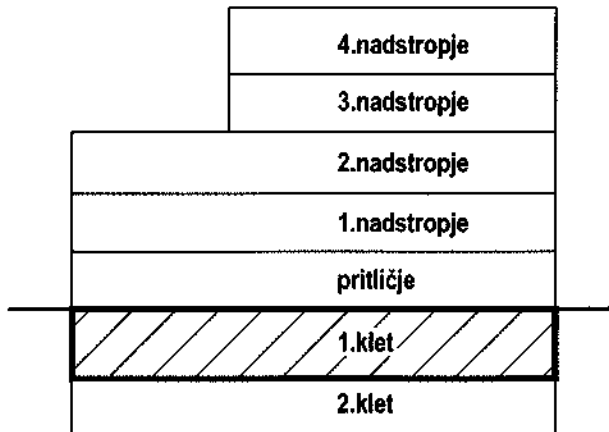 4.nadstropje
3.nadstropje
2.nadstropje
1.nadstropje
pritličje
1.klet
2.klet